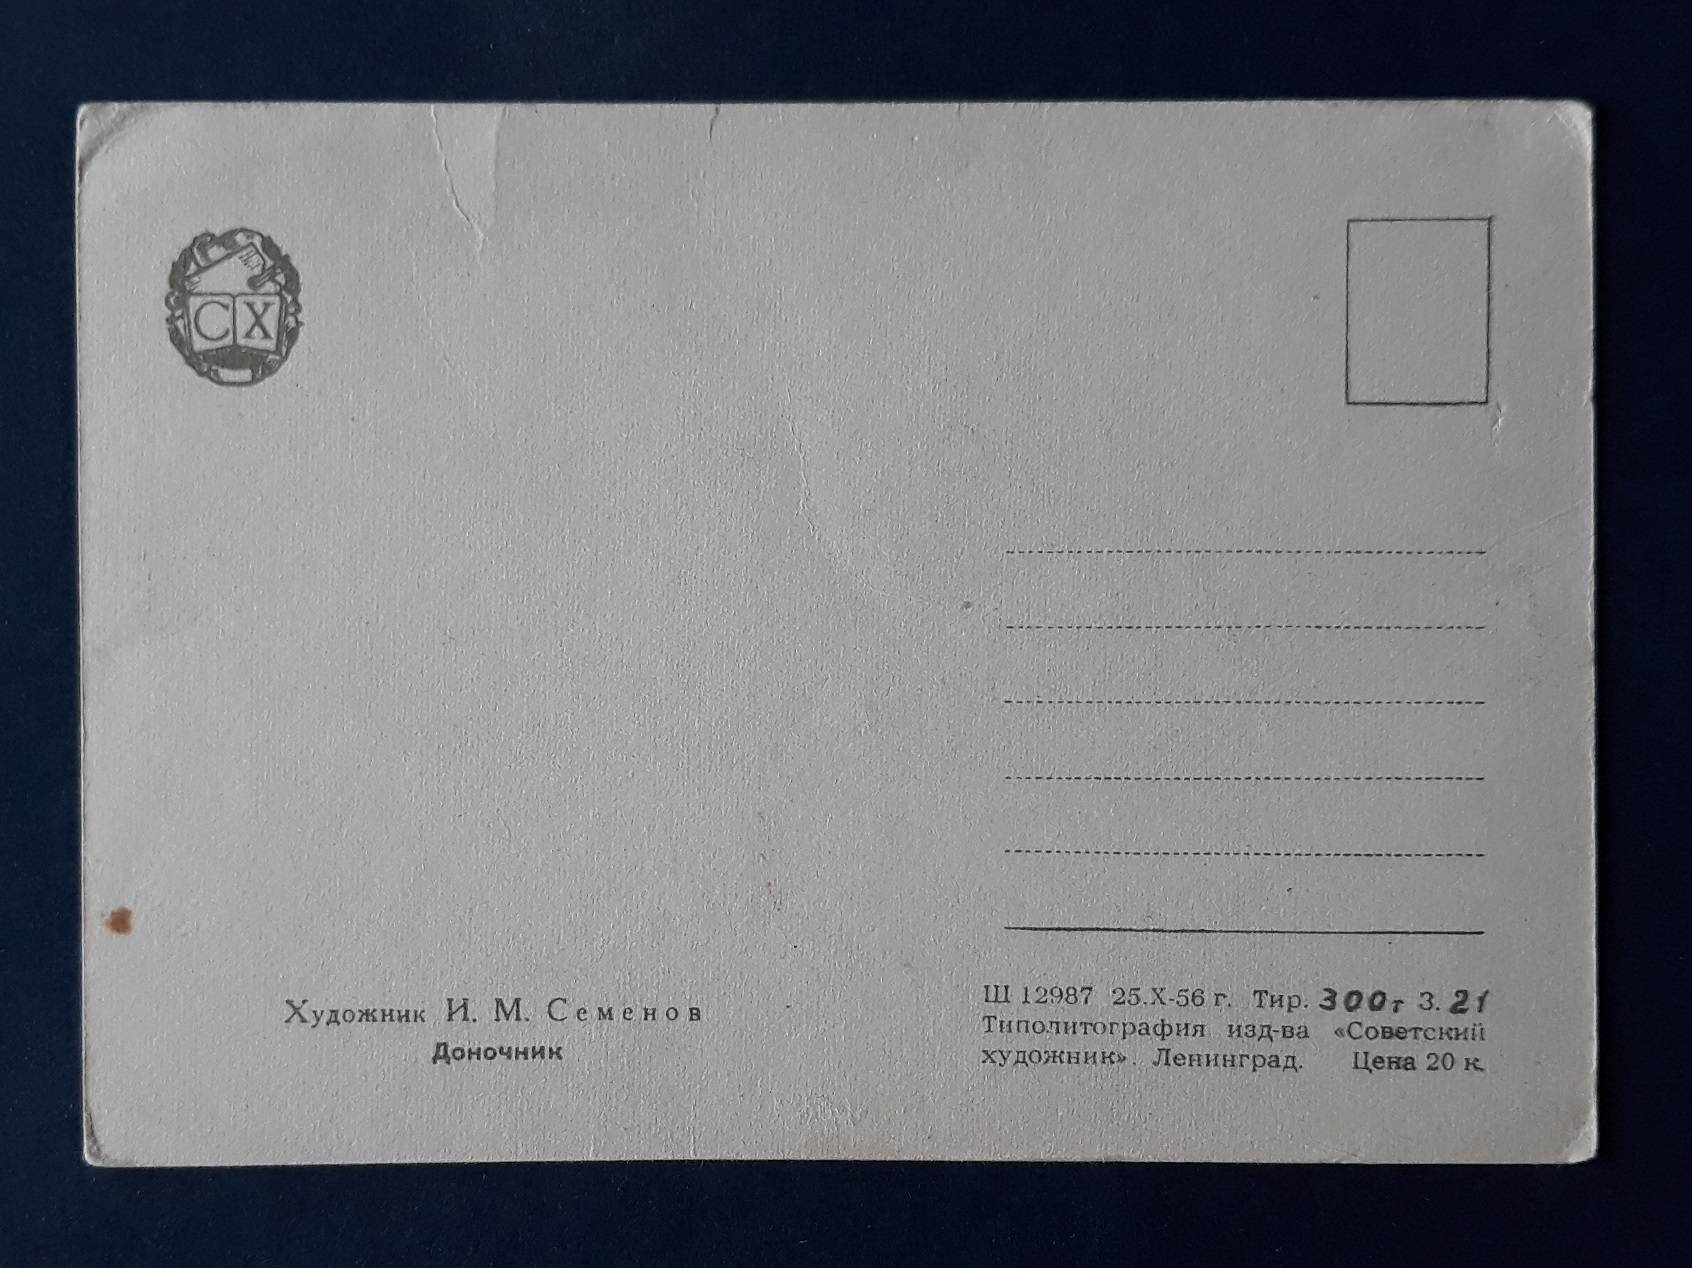 СХ
Художник И. М. Семенов
Доночник
Ш 12987 25.X-56 г. Тир. 300т З. 21
Типолитография изд-ва «Советский
художник». Ленинград. Цена 20 к.